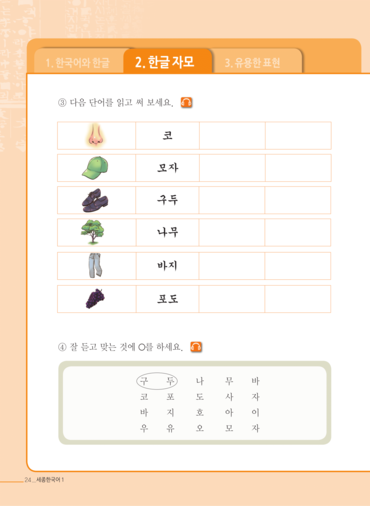 1. 한국어와 한글
2. 한글 자모
3. 유용한 표현
③ 다음 단어를 읽고 써 보세요.
코
모자
구두
나무
바지
포도
④ 잘 듣고 맞는 것에 O를 하세요.
구 두 나 무 바
코 포 도 사 자
바 지 호 아 이
우 유 오 모 자
24 _ 세종한국어 1